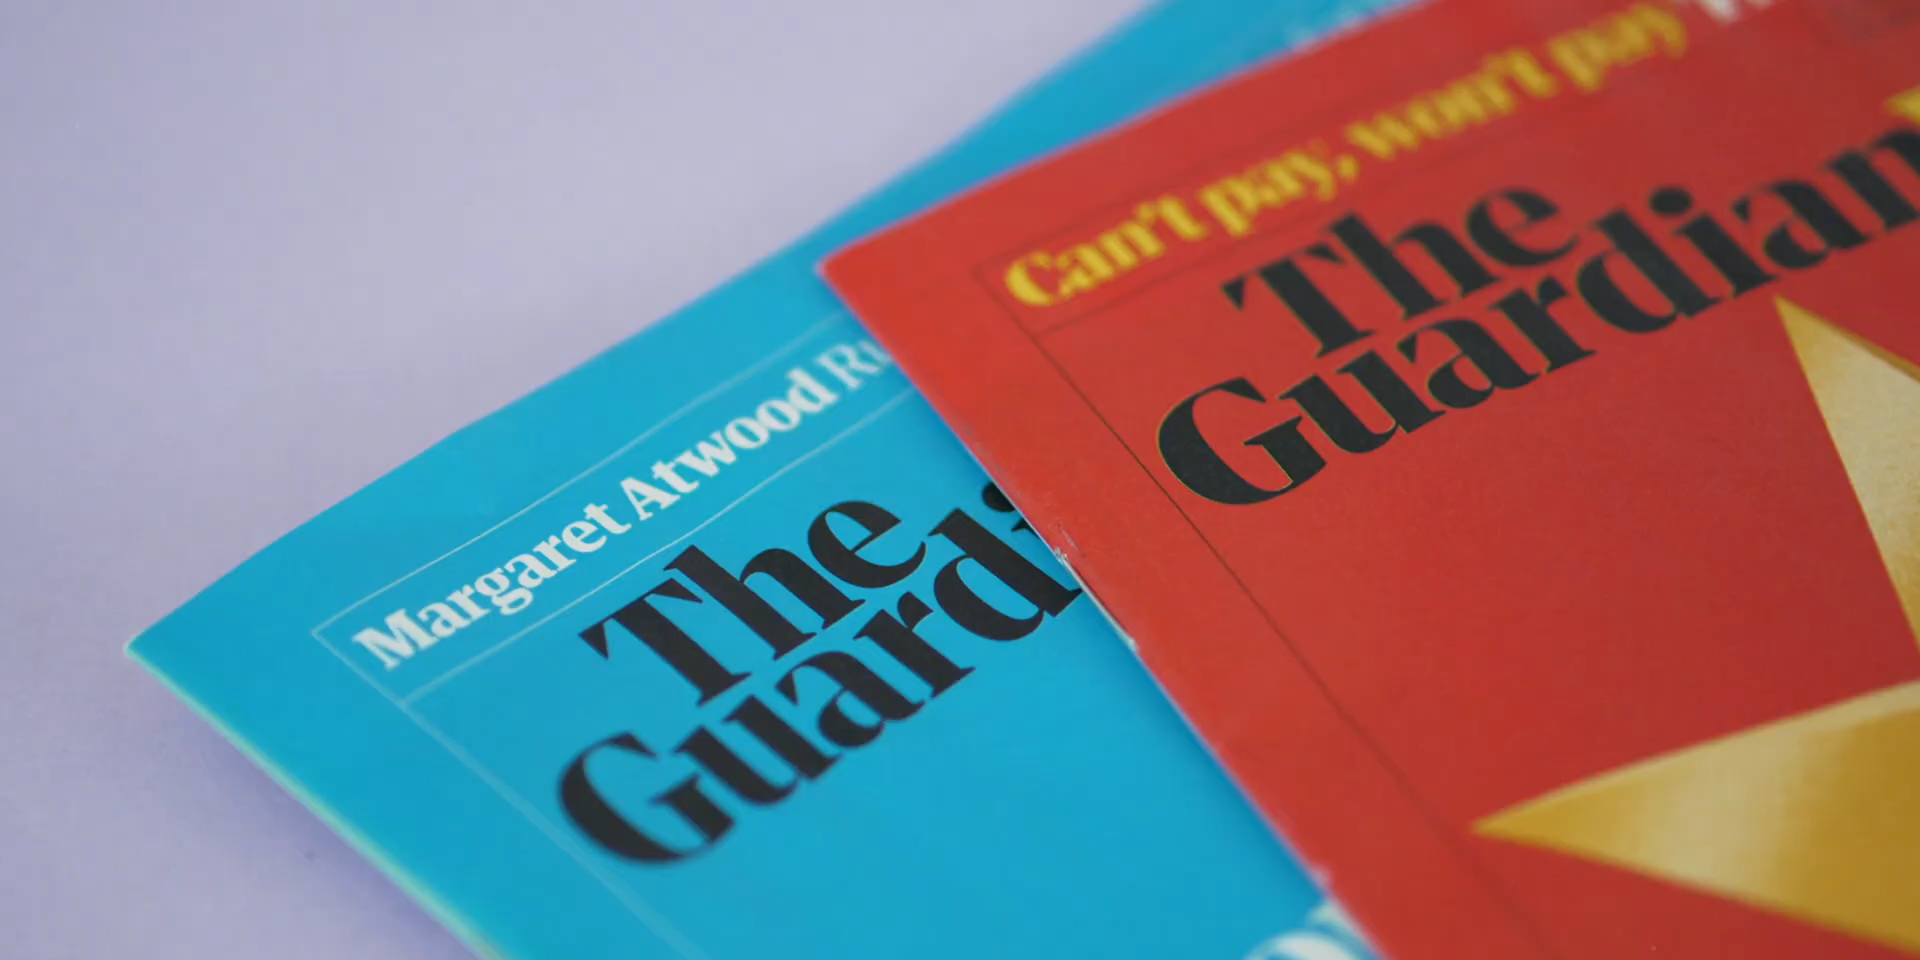 Margaret Atwood
The
Guardi
Can't pay, won't pay
The
Guardian